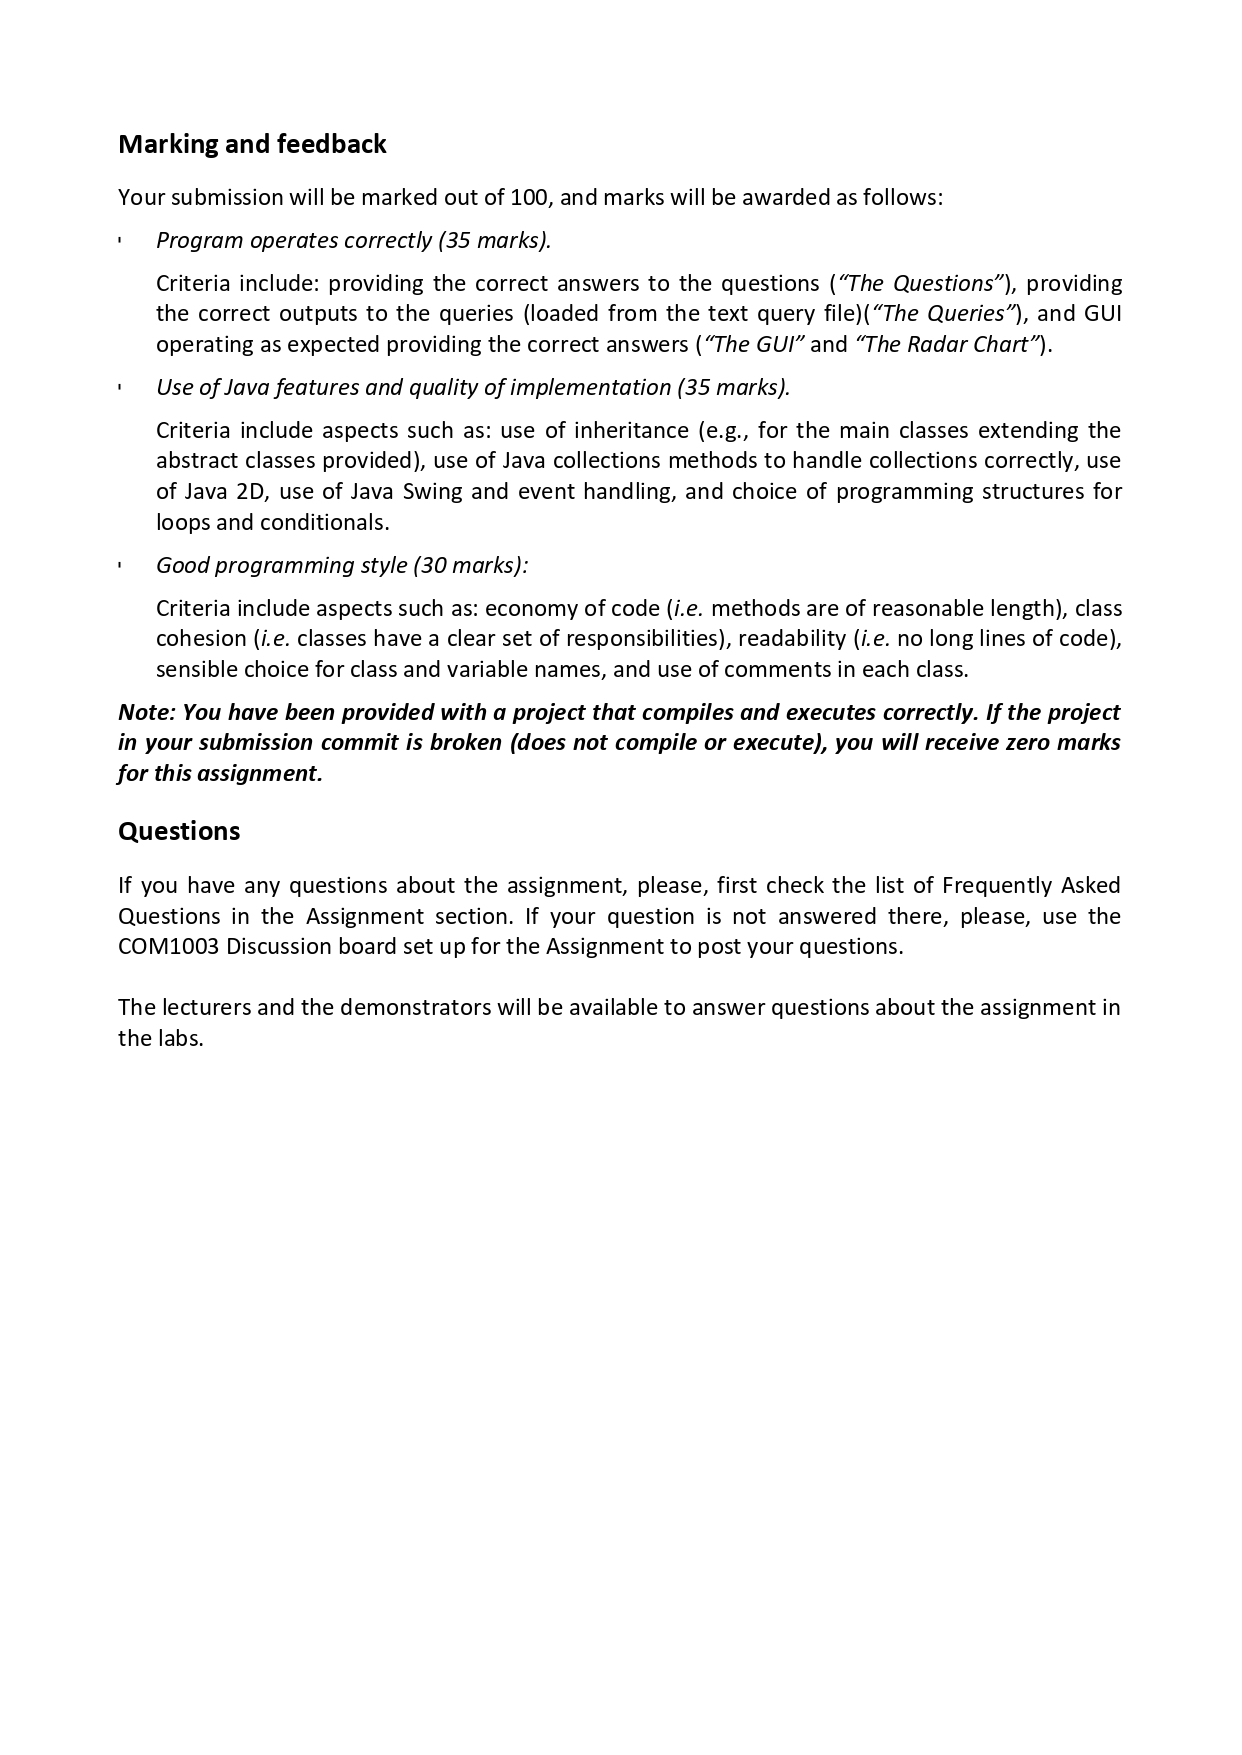 Marking and feedback
Your submission will be marked out of 100, and marks will be awarded as follows:
' Program operates correctly (35 marks).
Criteria include: providing the correct answers to the questions (“The Questions”), providing
the correct outputs to the queries (loaded from the text query file)(“The Queries”), and GUI
operating as expected providing the correct answers (“The GUI” and “The Radar Chart”).
' Use of Java features and quality of implementation (35 marks).
Criteria include aspects such as: use of inheritance (e.g., for the main classes extending the
abstract classes provided), use of Java collections methods to handle collections correctly, use
of Java 2D, use of Java Swing and event handling, and choice of programming structures for
loops and conditionals.
' Good programming style (30 marks):
Criteria include aspects such as: economy of code (i.e. methods are of reasonable length), class
cohesion (i.e. classes have a clear set of responsibilities), readability (i.e. no long lines of code),
sensible choice for class and variable names, and use of comments in each class.
Note: You have been provided with a project that compiles and executes correctly. If the project
in your submission commit is broken (does not compile or execute), you will receive zero marks
for this assignment.
Questions
If you have any questions about the assignment, please, first check the list of Frequently Asked
Questions in the Assignment section. If your question is not answered there, please, use the
COM1003 Discussion board set up for the Assignment to post your questions.
The lecturers and the demonstrators will be available to answer questions about the assignment in
the labs.